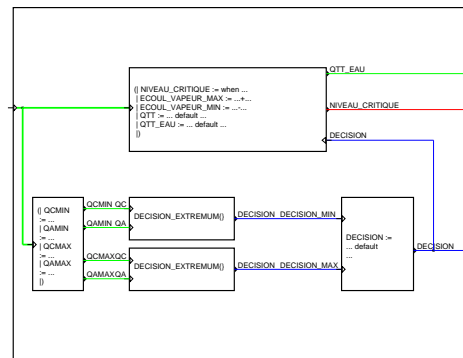 QTT_EAU
(| NIVEAU_CRITIQUE := when ...
| ECOUL_VAPEUR_MAX := ...+...
| ECOUL_VAPEUR_MIN := ...-...
| QTT := ... default ...
| QTT_EAU := ... default ...
|)
NIVEAU_CRITIQUE
DECISION
(| QCMIN
:= ...
| QAMIN
:= ...
| QCMAX
:= ...
| QAMAX
:= ...
|)
QCMIN QC
QAMIN QA
DECISION_EXTREMUM()
DECISION DECISION_MIN
QCMAXQC
QAMAXQA
DECISION_EXTREMUM()
DECISION DECISION_MAX
DECISION :=
... default
...
DECISION